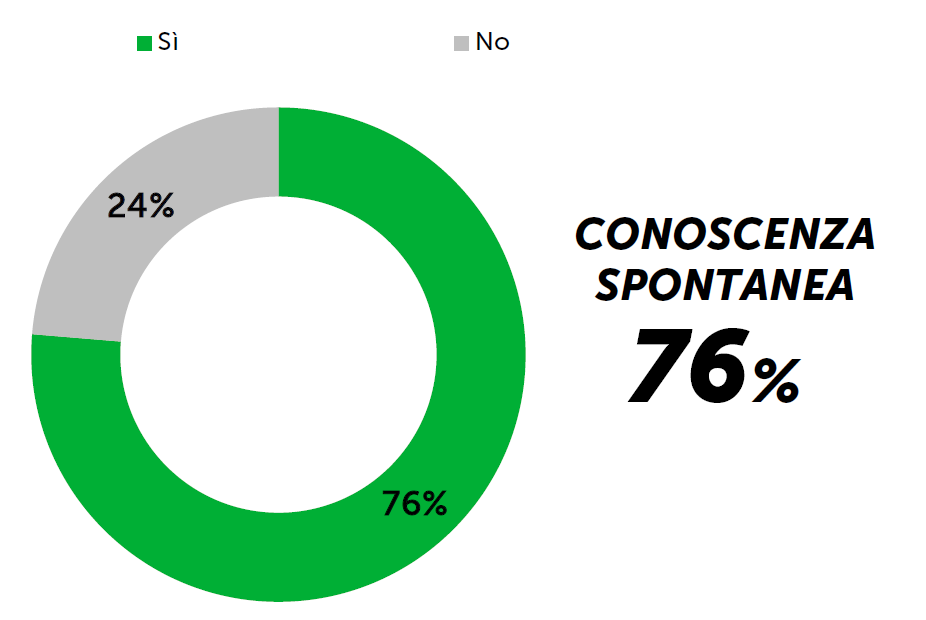 Sì
No
24%
CONOSCENZA
SPONTANEA
76%
76%